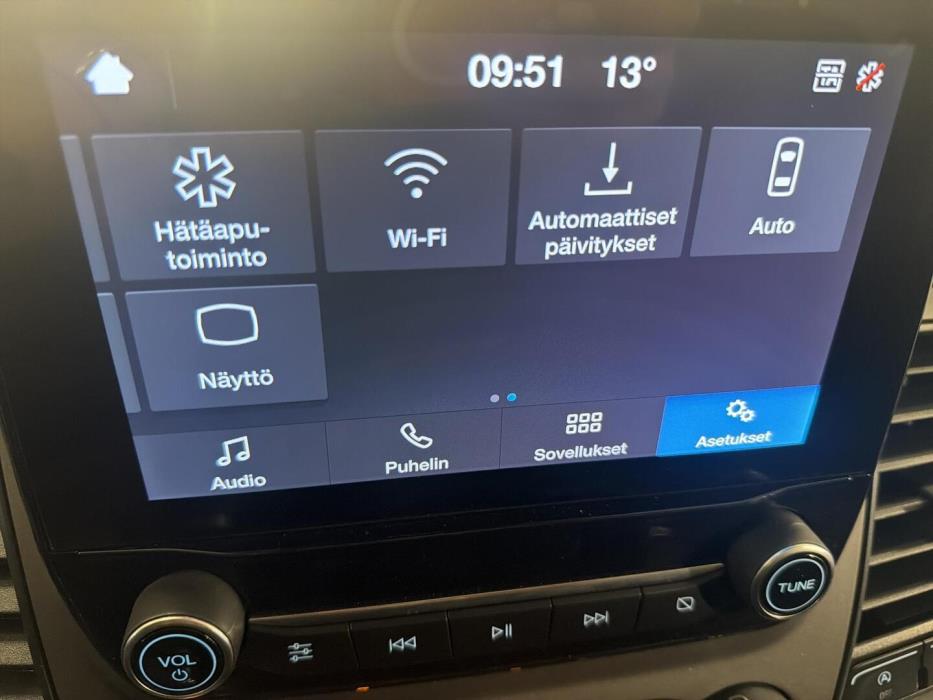 09:51 13°
Hätäapu-
toiminto
Wi-Fi
Automaattiset
päivitykset
Auto
Näyttö
Audio
Puhelin
Sovellukset
Asetukset
VOL
TUNE